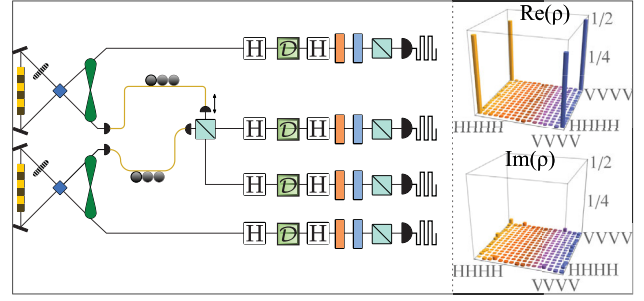 H D H
H D H
H D H
H D H
Re(ρ)
1/2
1/4
VVVV
HHHH
HHHH
VVVV
Im(ρ)
1/2
1/4
VVVV
HHHH
HHHH
VVVV